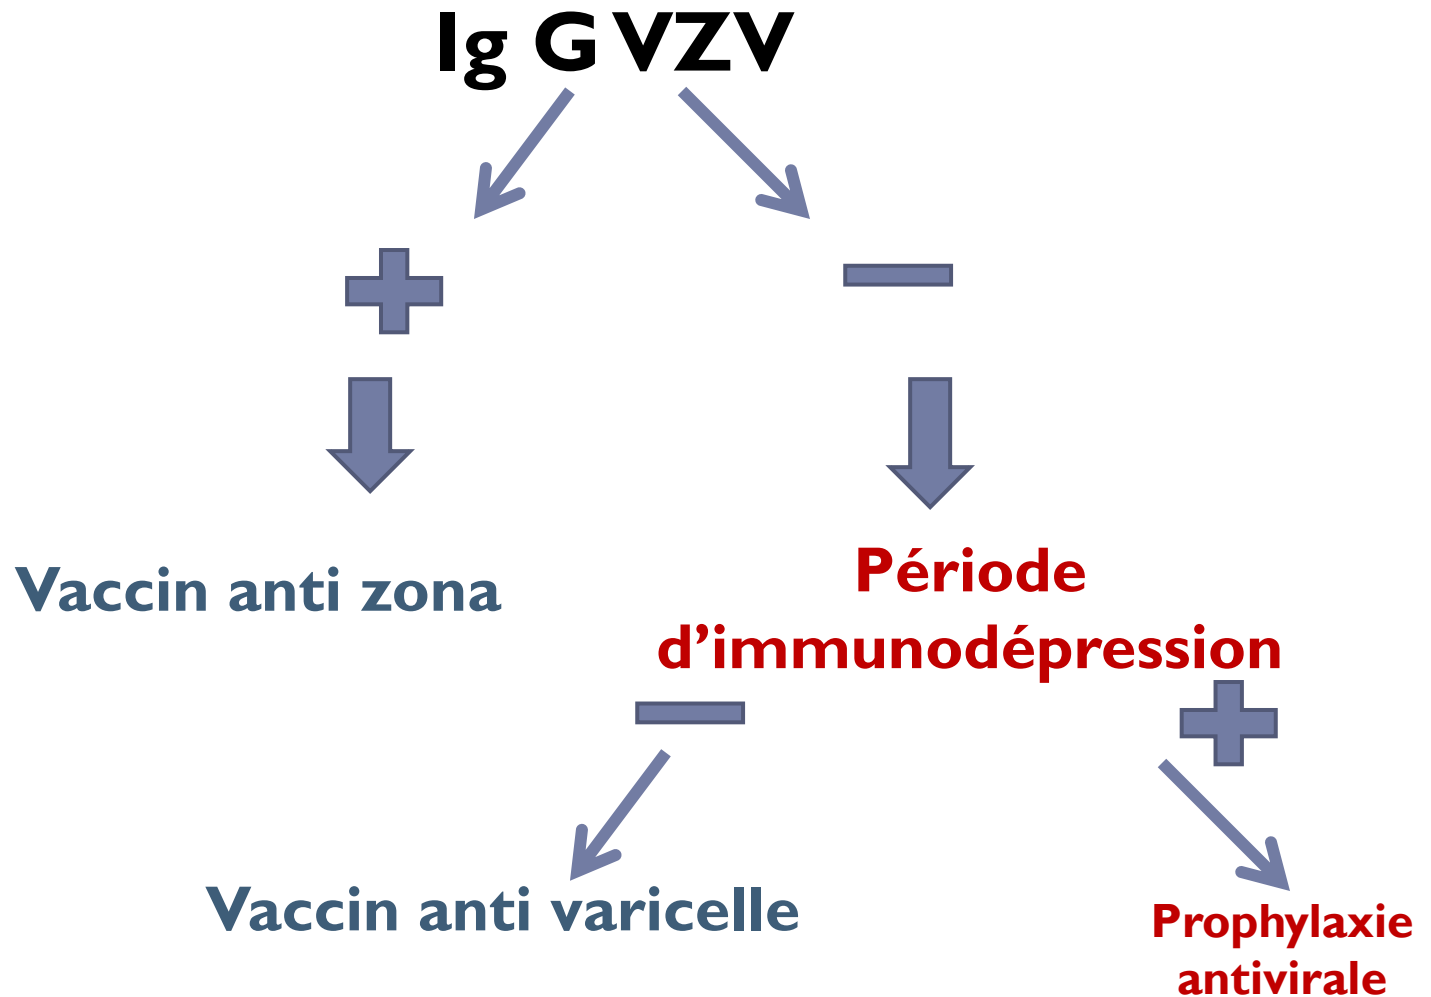 Ig G VZV
Vaccin anti zona
Période
d’immunodépression
Vaccin anti varicelle
Prophylaxie
antivirale